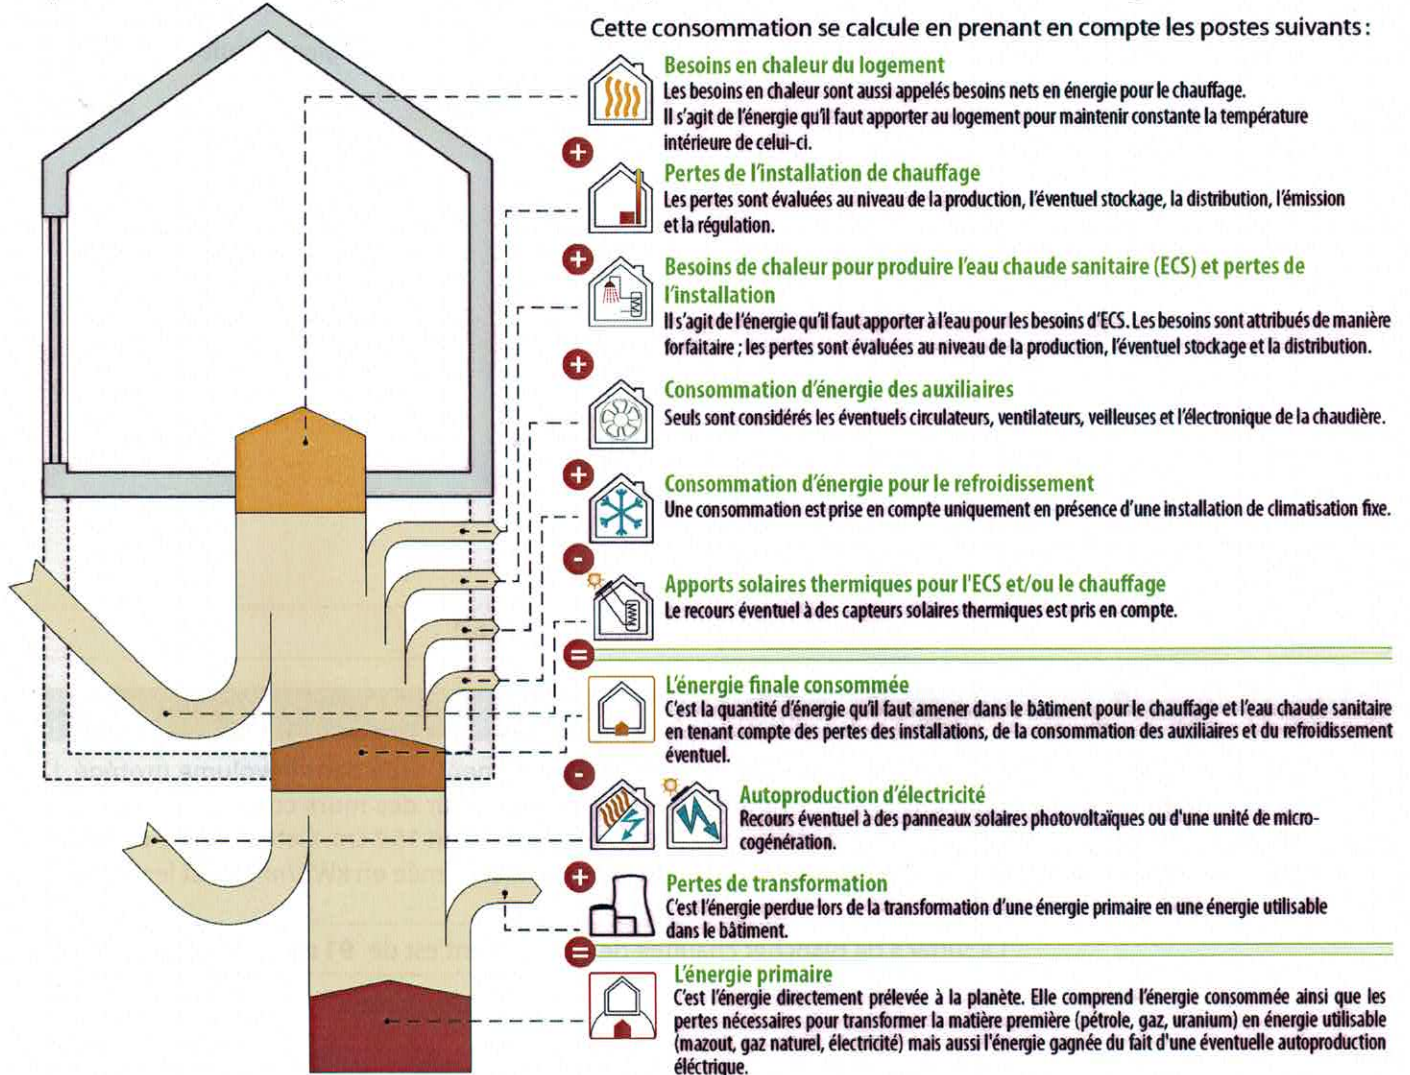 Cette consommation se calcule en prenant en compte les postes suivants :
Besoins en chaleur du logement
Les besoins en chaleur sont aussi appelés besoins nets en énergie pour le chauffage.
Il s'agit de l'énergie qu'il faut apporter au logement pour maintenir constante la température
intérieure de celui-ci.
+
Pertes de l'installation de chauffage
Les pertes sont évaluées au niveau de la production, l'éventuel stockage, la distribution, l'émission
et la régulation.
+
Besoins de chaleur pour produire l'eau chaude sanitaire (ECS) et pertes de
l'installation
Il s'agit de l'énergie qu'il faut apporter à l'eau pour les besoins d'ECS. Les besoins sont attribués de manière
forfaitaire ; les pertes sont évaluées au niveau de la production, l'éventuel stockage et la distribution.
+
Consommation d'énergie des auxiliaires
Seuls sont considérés les éventuels circulateurs, ventilateurs, veilleuses et l'électronique de la chaudière.
+
Consommation d'énergie pour le refroidissement
Une consommation est prise en compte uniquement en présence d'une installation de climatisation fixe.
-
Apports solaires thermiques pour l'ECS et/ou le chauffage
Le recours éventuel à des capteurs solaires thermiques est pris en compte.
=
L'énergie finale consommée
C'est la quantité d'énergie qu'il faut amener dans le bâtiment pour le chauffage et l'eau chaude sanitaire
en tenant compte des pertes des installations, de la consommation des auxiliaires et du refroidissement
éventuel.
-
Autoproduction d'électricité
Recours éventuel à des panneaux solaires photovoltaïques ou d'une unité de micro-
cogénération.
+
Pertes de transformation
C'est l'énergie perdue lors de la transformation d'une énergie primaire en une énergie utilisable
dans le bâtiment.
=
L'énergie primaire
C'est l'énergie directement prélevée à la planète. Elle comprend l'énergie consommée ainsi que les
pertes nécessaires pour transformer la matière première (pétrole, gaz, uranium) en énergie utilisable
(mazout, gaz naturel, électricité) mais aussi l'énergie gagnée du fait d'une éventuelle autoproduction
éléctrique.